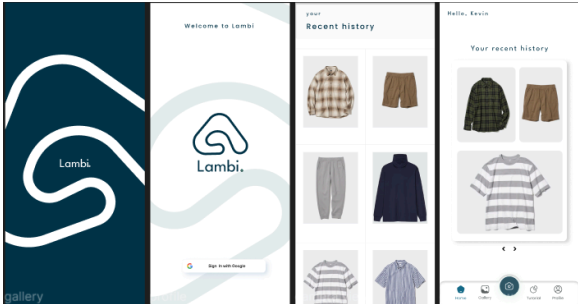 Lambi.
gallery
Welcome to Lambi
Lambi.
Sign in with Google
your
Recent history
Hello, Kevin
Your recent history
Home
Gallery
Tutorial
Profile